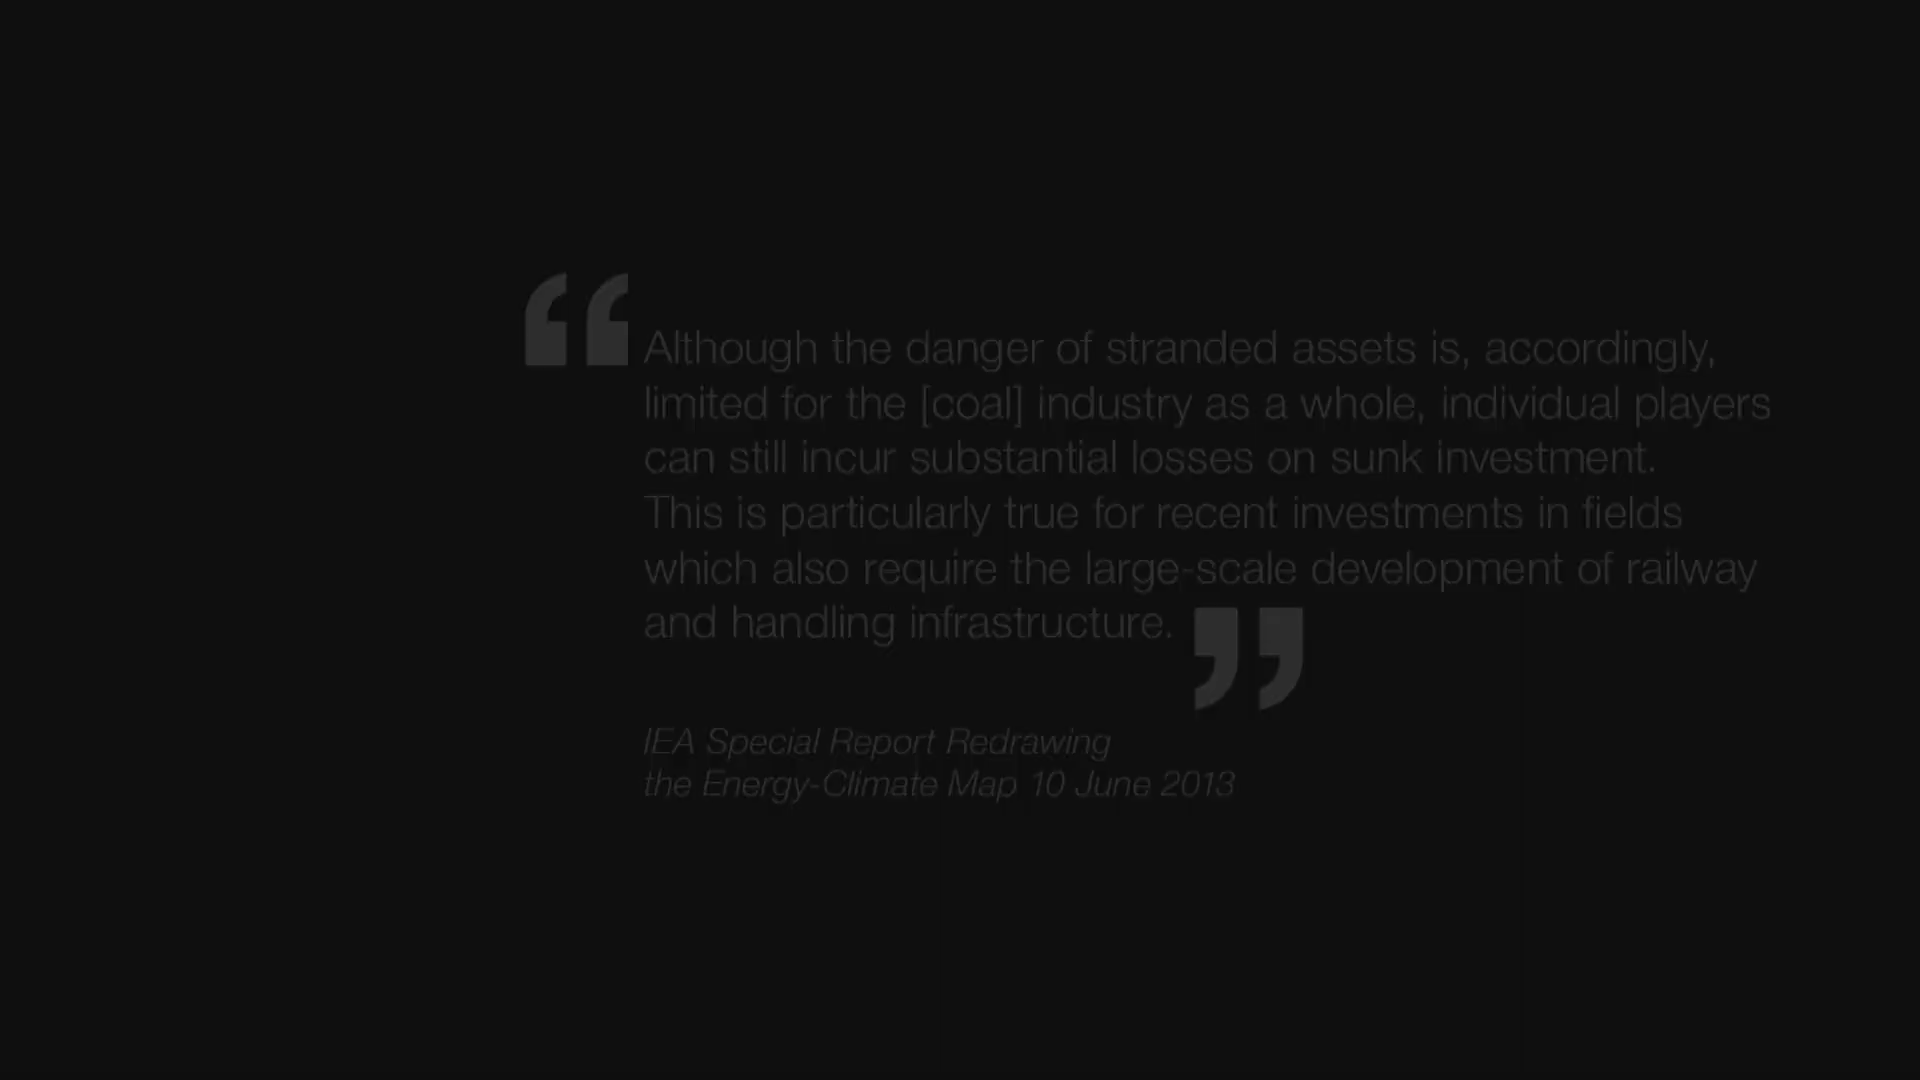 “Although the danger of stranded assets is, accordingly,
limited for the [coal] industry as a whole, individual players
can still incur substantial losses on sunk investment.
This is particularly true for recent investments in fields
which also require the large-scale development of railway
and handling infrastructure.”
IEA Special Report Redrawing
the Energy-Climate Map 10 June 2013